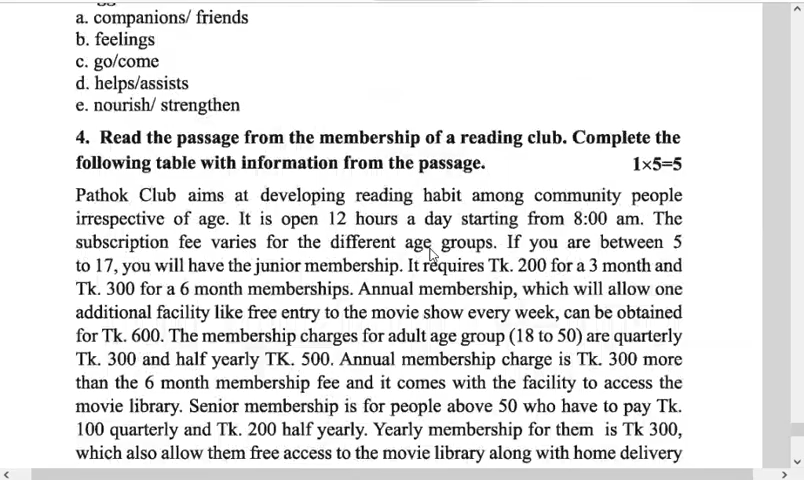 a. companions/ friends
b. feelings
c. go/come
d. helps/assists
e. nourish/ strengthen
4. Read the passage from the membership of a reading club. Complete the
following table with information from the passage. 1×5=5
Pathok Club aims at developing reading habit among community people
irrespective of age. It is open 12 hours a day starting from 8:00 am. The
subscription fee varies for the different age groups. If you are between 5
to 17, you will have the junior membership. It requires Tk. 200 for a 3 month and
Tk. 300 for a 6 month memberships. Annual membership, which will allow one
additional facility like free entry to the movie show every week, can be obtained
for Tk. 600. The membership charges for adult age group (18 to 50) are quarterly
Tk. 300 and half yearly TK. 500. Annual membership charge is Tk. 300 more
than the 6 month membership fee and it comes with the facility to access the
movie library. Senior membership is for people above 50 who have to pay Tk.
100 quarterly and Tk. 200 half yearly. Yearly membership for them is Tk 300,
which also allow them free access to the movie library along with home delivery